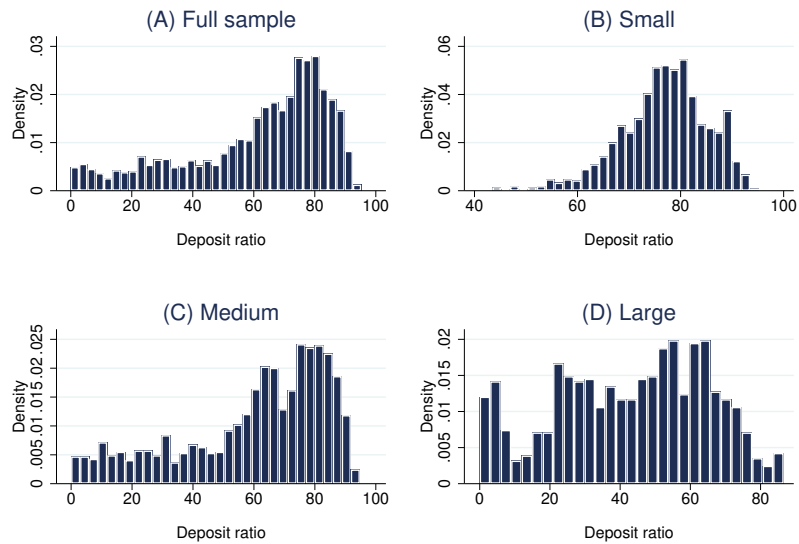 (A) Full sample
Density
0 .01 .02 .03
0 20 40 60 80 100
Deposit ratio
(B) Small
Density
0 .02 .04 .06
40 60 80 100
Deposit ratio
(C) Medium
Density
0 .005 .01 .015 .02 .025
0 20 40 60 80 100
Deposit ratio
(D) Large
Density
0 .005 .01 .015 .02
0 20 40 60 80
Deposit ratio